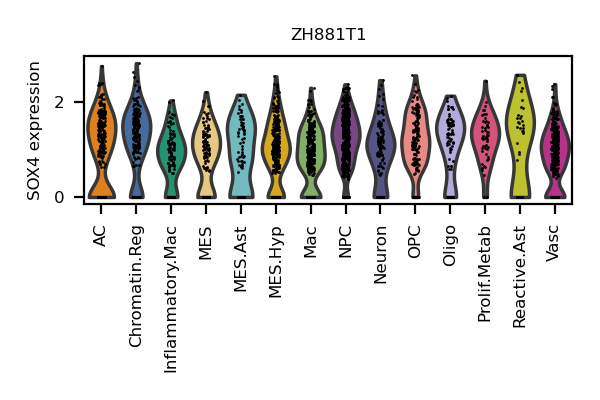 ZH881T1
SOX4 expression
2
0
AC
Chromatin.Reg
Inflammatory.Mac
MES
MES.Ast
MES.Hyp
Mac
NPC
Neuron
OPC
Oligo
Prolif.Metab
Reactive.Ast
Vasc